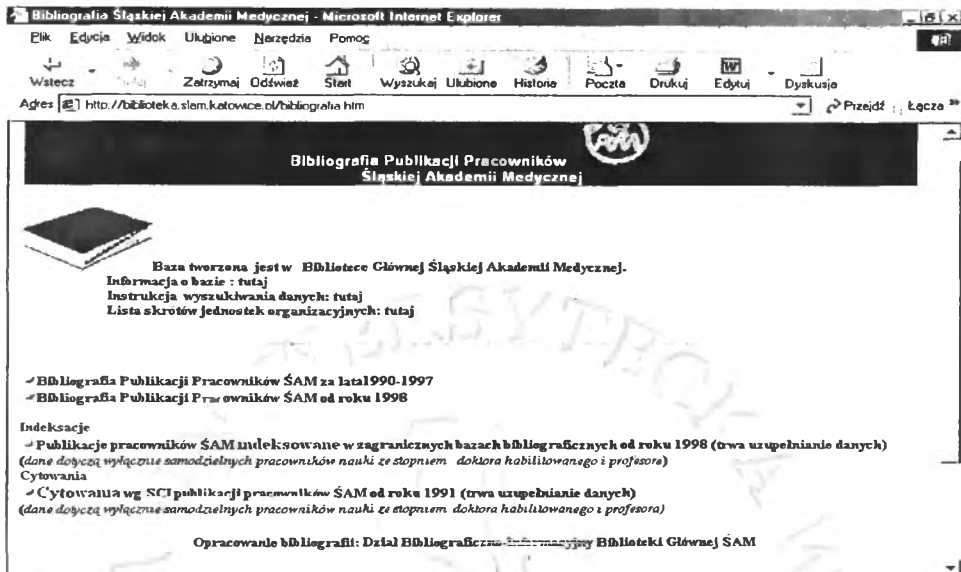 Bibliografia Śląskiej Akademii Medycznej - Microsoft Internet Explorer
Plik Edycja Widok Ulubione Narzędzia Pomoc
Wstecz Zatrzymaj Odśwież Start Wyszukaj Ulubione Historia Poczta Drukuj Edytuj Dyskusja
Adres http://biblioteka.slam.katowice.pl/bibliografia.htm Przejdź Łącza »
Bibliografia Publikacji Pracowników
Śląskiej Akademii Medycznej
Baza tworzona jest w Bibliotece Głównej Śląskiej Akademii Medycznej.
Informacja o bazie : tutaj
Instrukcja wyszukiwania danych: tutaj
Lista skrótów jednostek organizacyjnych: tutaj
Bibliografia Publikacji Pracowników ŚAM za lata1990-1997
Bibliografia Publikacji Pracowników ŚAM od roku 1998
Indeksacje
Publikacje pracowników ŚAM indeksowane w zagranicznych bazach bibliograficznych od roku 1998 (trwa uzupełnianie danych)
(dane dotyczą wyłącznie samodzielnych pracowników nauki ze stopniem doktora habilitowanego i profesora)
Cytowania
Cytowania wg SCI publikacji pracowników ŚAM od roku 1991 (trwa uzupełnianie danych)
(dane dotyczą wyłącznie samodzielnych pracowników nauki ze stopniem doktora habilitowanego i profesora)
Opracowanie bibliografii: Dział Bibliograficzno-Informacyjny Biblioteki Głównej ŚAM